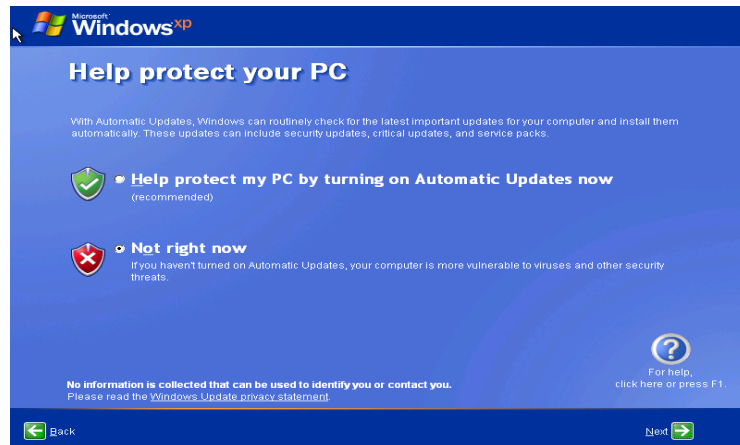 Microsoft
Windows xp
Help protect your PC
With Automatic Updates, Windows can routinely check for the latest important updates for your computer and install them
automatically. These updates can include security updates, critical updates, and service packs.
Help protect my PC by turning on Automatic Updates now
(recommended)
Not right now
If you haven't turned on Automatic Updates, your computer is more vulnerable to viruses and other security
threats.
For help,
click here or press F1.
No information is collected that can be used to identify you or contact you.
Please read the Windows Update privacy statement.
Back
Next